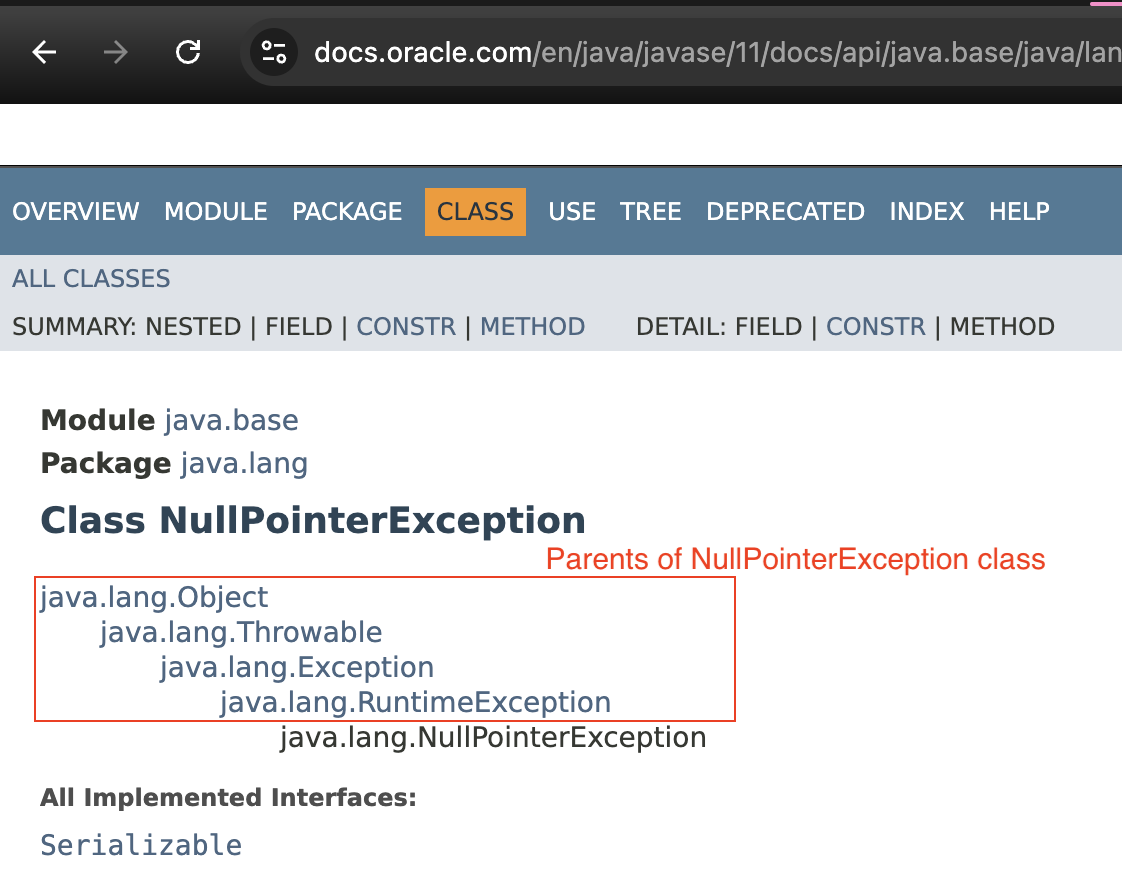 docs.oracle.com/en/java/javase/11/docs/api/java.base/java/lan
OVERVIEW MODULE PACKAGE CLASS USE TREE DEPRECATED INDEX HELP
ALL CLASSES
SUMMARY: NESTED | FIELD | CONSTR | METHOD DETAIL: FIELD | CONSTR | METHOD
Module java.base
Package java.lang
Class NullPointerException
Parents of NullPointerException class
java.lang.Object
java.lang.Throwable
java.lang.Exception
java.lang.RuntimeException
java.lang.NullPointerException
All Implemented Interfaces:
Serializable